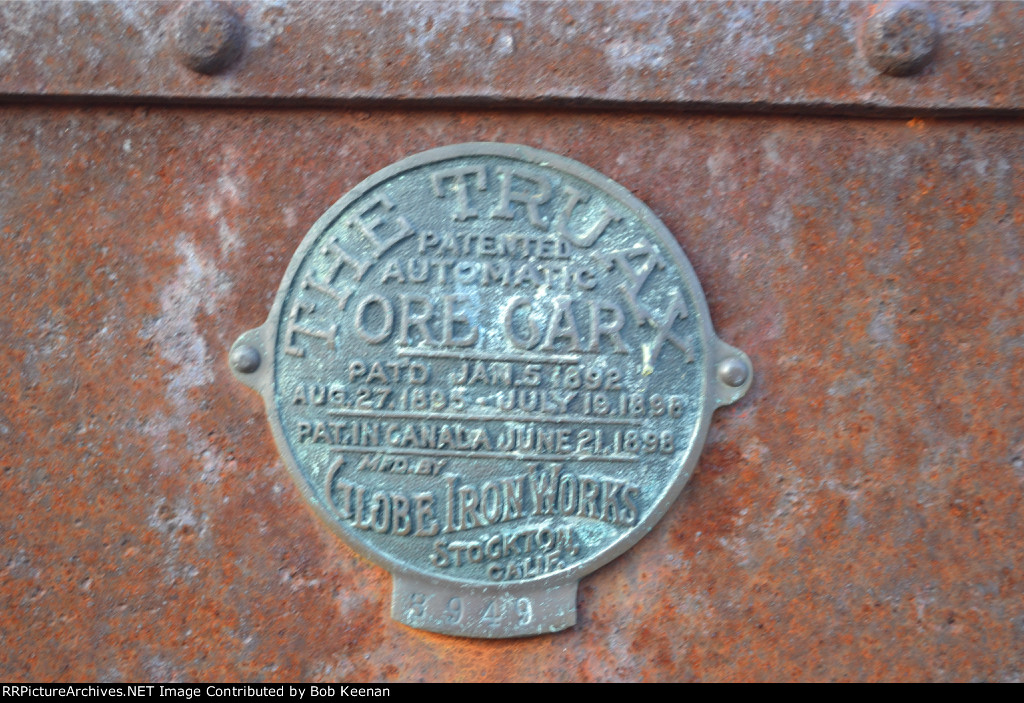 THE TRUAX
PATENTED
AUTOMATIC
ORE CAR
PAT'D JAN. 5 1892
AUG. 27. 1895 - JULY 19. 1898
PAT. IN CANADA JUNE 21. 1898
MFD. BY
GLOBE IRON WORKS
STOCKTON,
CALIF.
3949
RRPictureArchives.NET Image Contributed by Bob Keenan